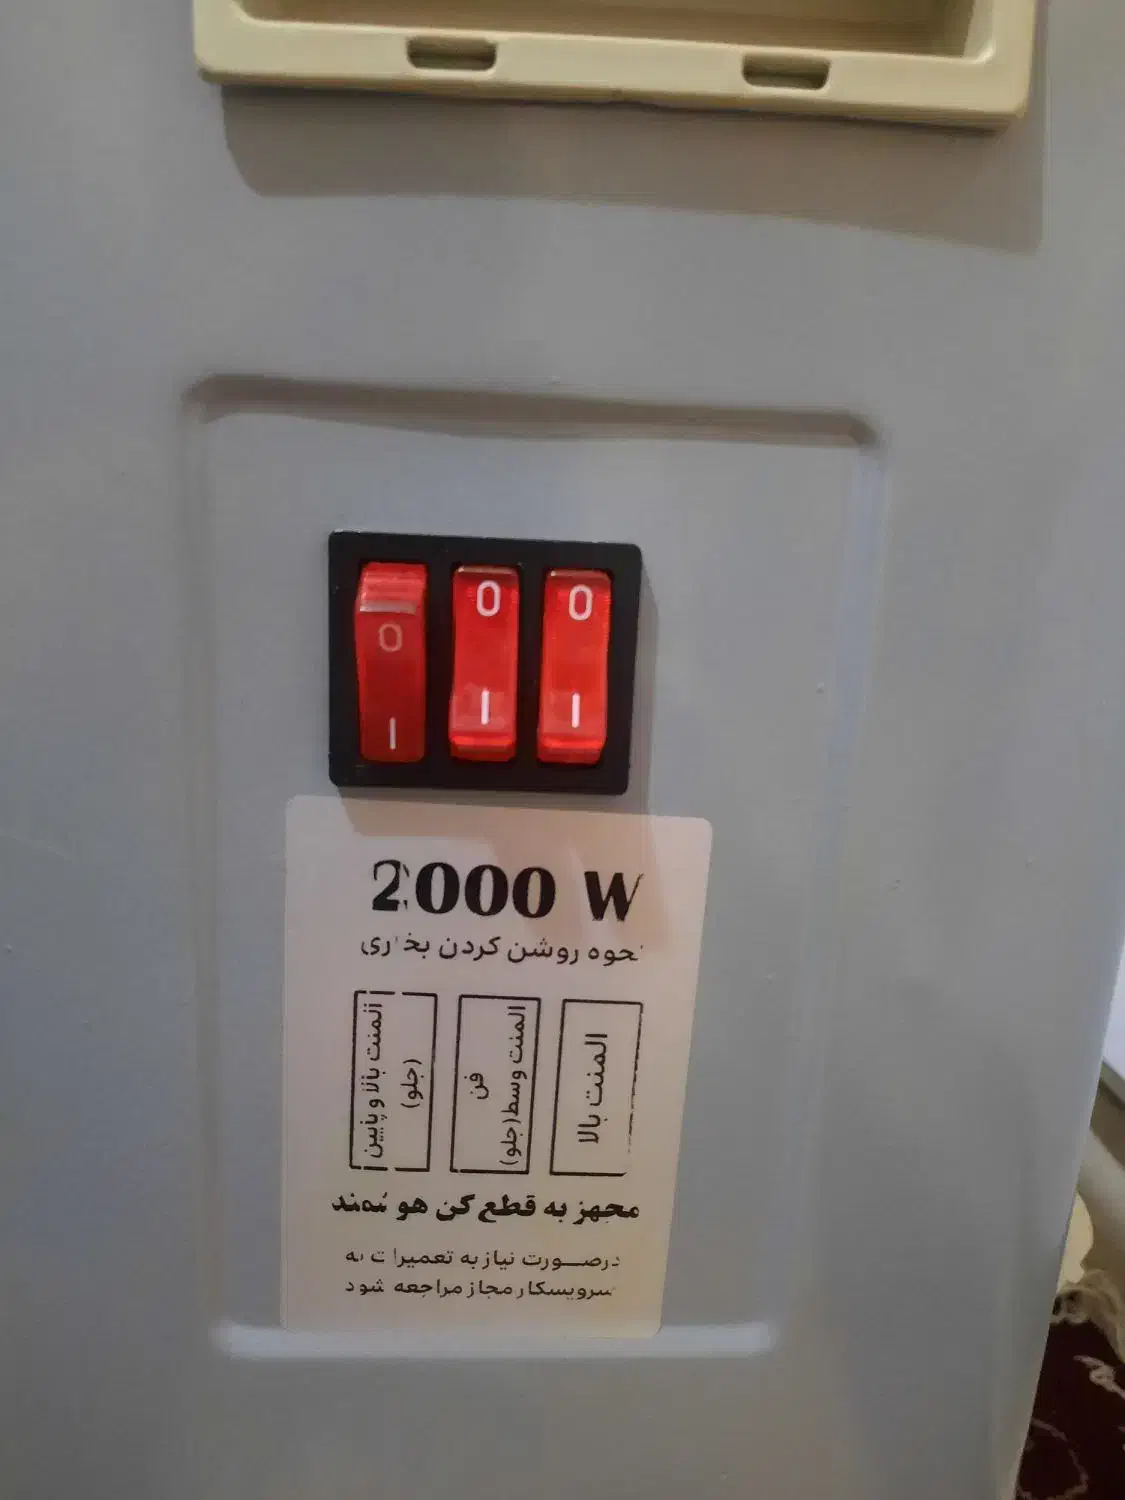 0 0 0
I I I
2000 W
نحوه روشن کردن بخاری
المنت بالا
المنت وسط(جلو)
فن
المنت بالا و پایین
(جلو)
مجهز به قطع کن هوشمند
درصورت نیاز به تعمیرات به
سرویسکار مجاز مراجعه شود